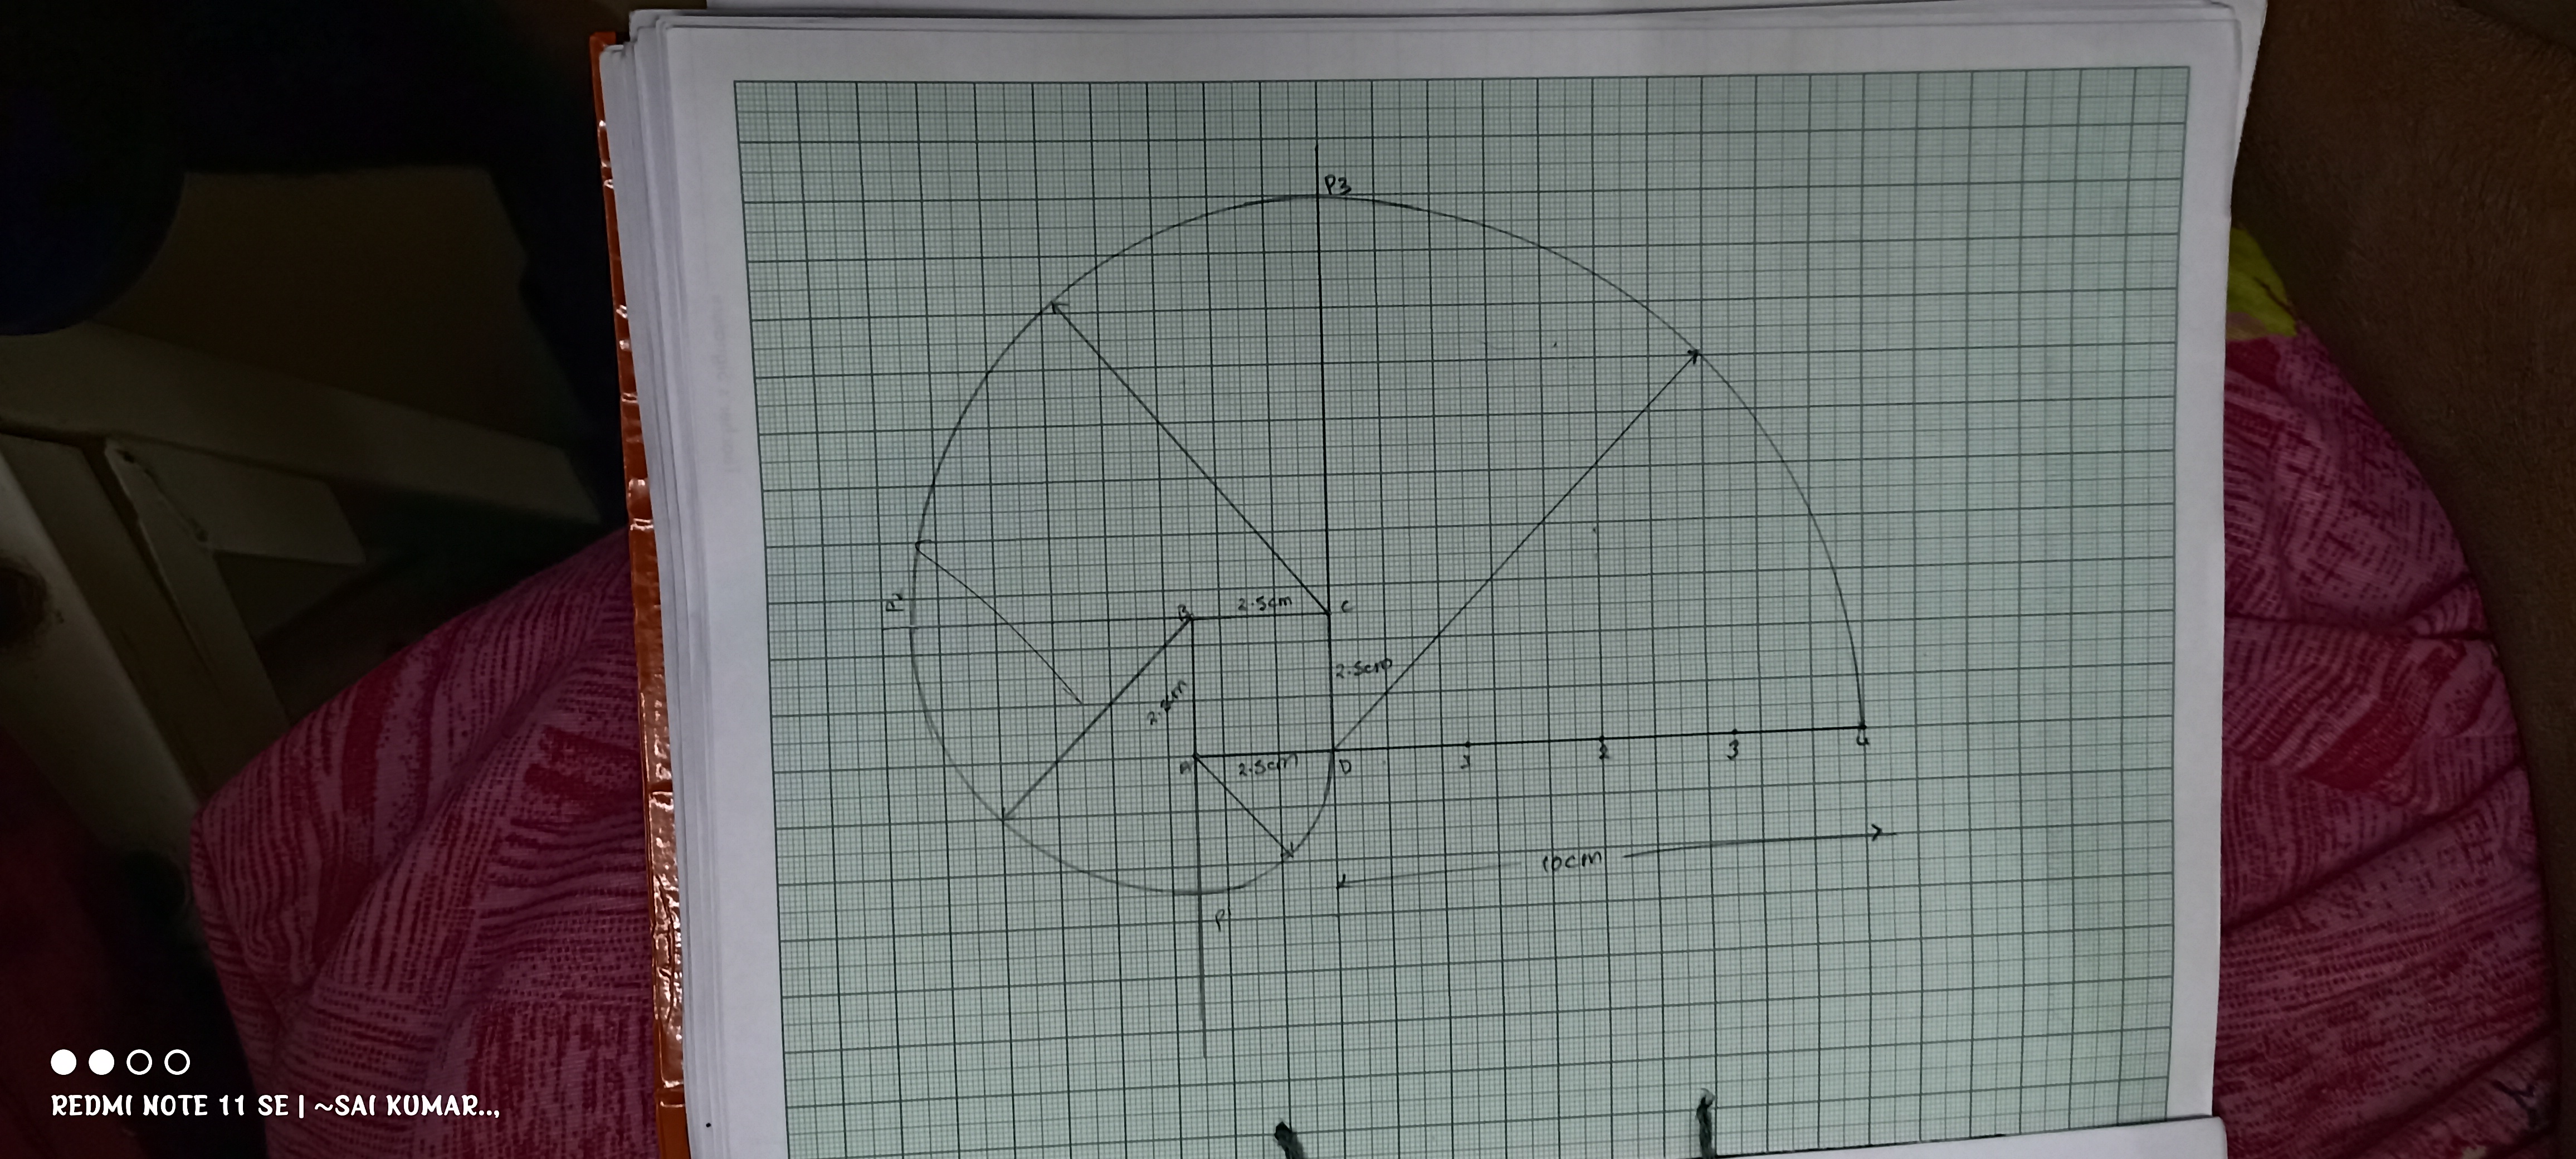 P3
P2
B 2.5cm C
2.5cm
2.5cm
A 2.5cm D 1 2 3 4
10cm
P1
REDMI NOTE 11 SE | ~SAI KUMAR..,